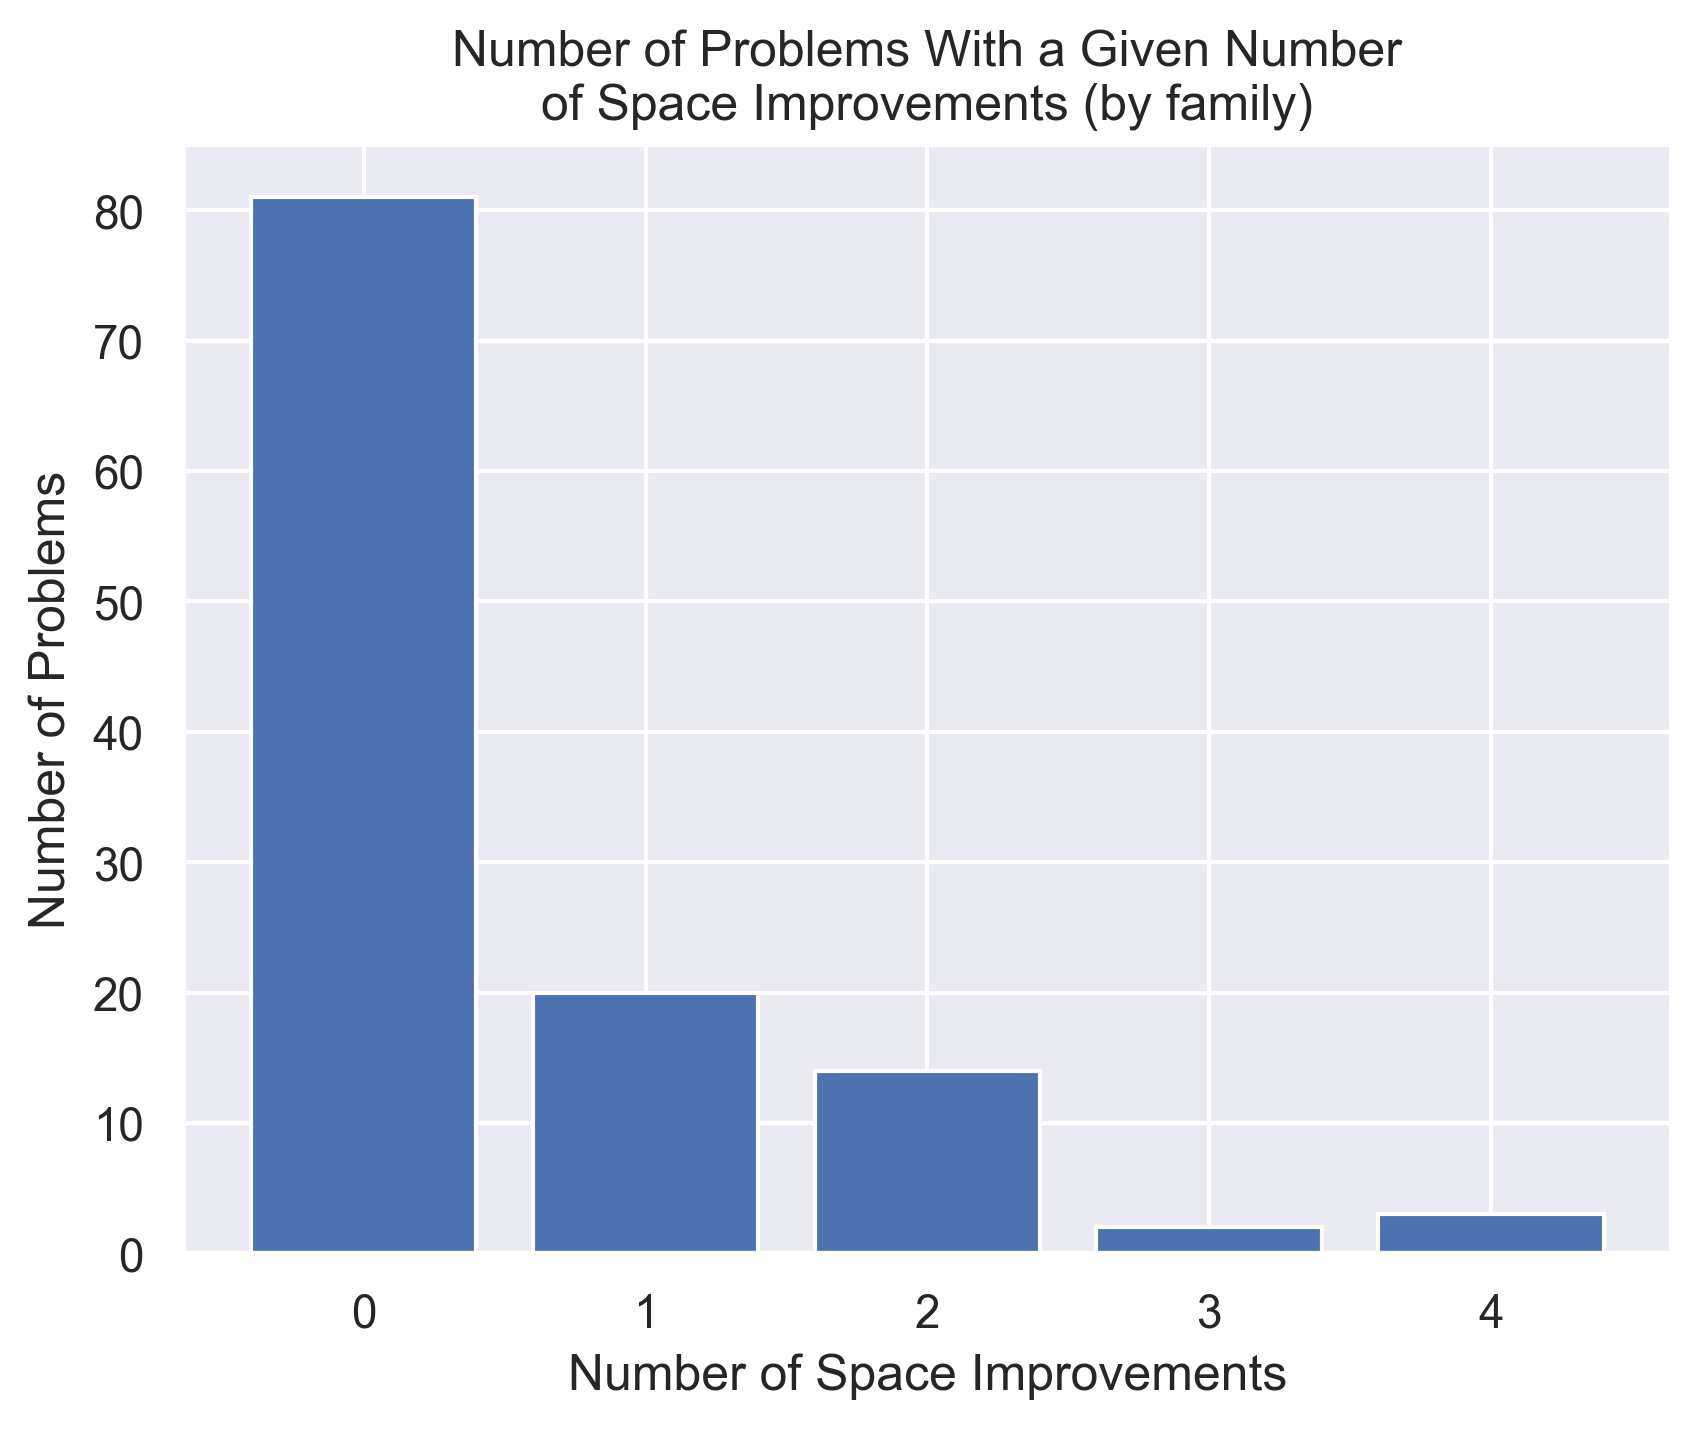 Number of Problems With a Given Number
of Space Improvements (by family)
Number of Problems
80
70
60
50
40
30
20
10
0
0 1 2 3 4
Number of Space Improvements